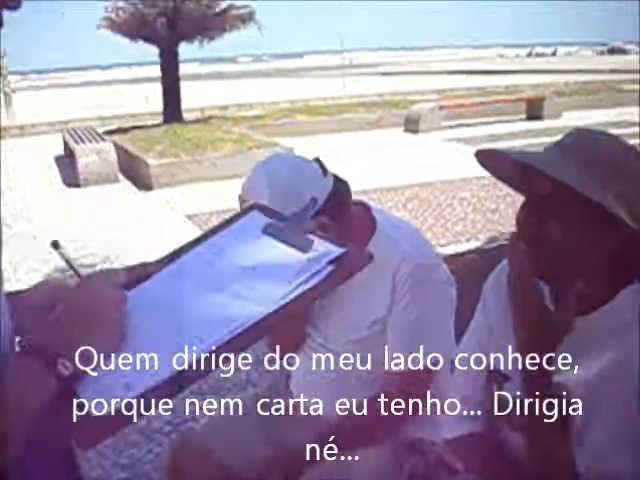 Quem dirige do meu lado conhece,
porque nem carta eu tenho... Dirigia
né...